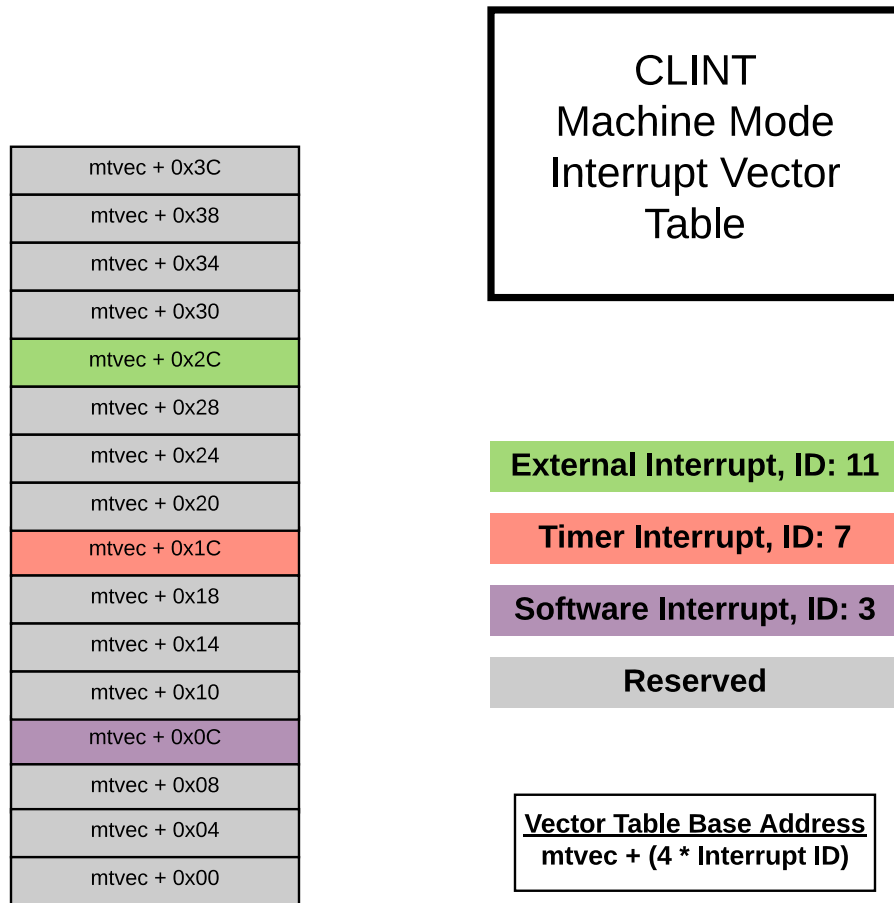 CLINT
Machine Mode
Interrupt Vector
Table
mtvec + 0x3C
mtvec + 0x38
mtvec + 0x34
mtvec + 0x30
mtvec + 0x2C
mtvec + 0x28
mtvec + 0x24
mtvec + 0x20
mtvec + 0x1C
mtvec + 0x18
mtvec + 0x14
mtvec + 0x10
mtvec + 0x0C
mtvec + 0x08
mtvec + 0x04
mtvec + 0x00
External Interrupt, ID: 11
Timer Interrupt, ID: 7
Software Interrupt, ID: 3
Reserved
Vector Table Base Address
mtvec + (4 * Interrupt ID)